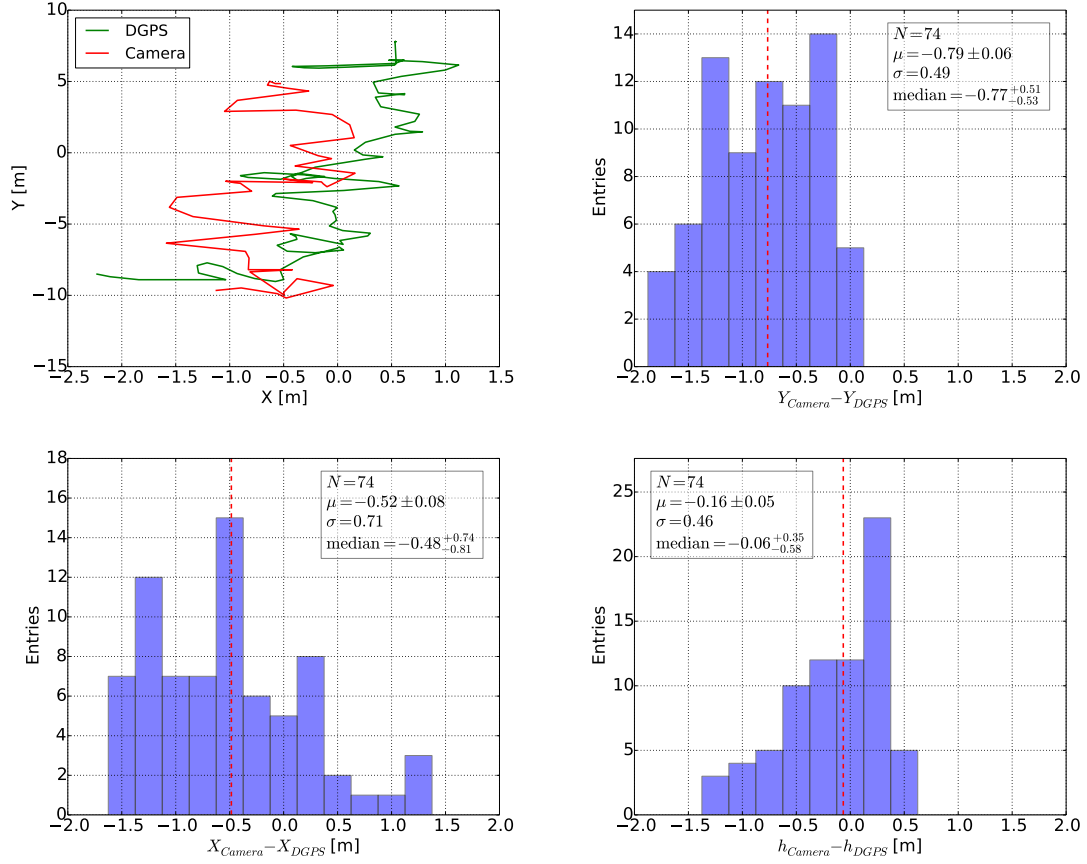 10
5
0
−5
−10
−15
Y [m]
DGPS
Camera
−2.5 −2.0 −1.5 −1.0 −0.5 0.0 0.5 1.0 1.5
X [m]
14
12
10
8
6
4
2
0
Entries
N = 74
μ = −0.79 ± 0.06
σ = 0.49
median = −0.77 +0.51 −0.53
−2.0 −1.5 −1.0 −0.5 0.0 0.5 1.0 1.5 2.0
Y_Camera − Y_DGPS [m]
18
16
14
12
10
8
6
4
2
0
Entries
N = 74
μ = −0.52 ± 0.08
σ = 0.71
median = −0.48 +0.74 −0.81
−2.0 −1.5 −1.0 −0.5 0.0 0.5 1.0 1.5 2.0
X_Camera − X_DGPS [m]
25
20
15
10
5
0
Entries
N = 74
μ = −0.16 ± 0.05
σ = 0.46
median = −0.06 +0.35 −0.58
−2.0 −1.5 −1.0 −0.5 0.0 0.5 1.0 1.5 2.0
h_Camera − h_DGPS [m]